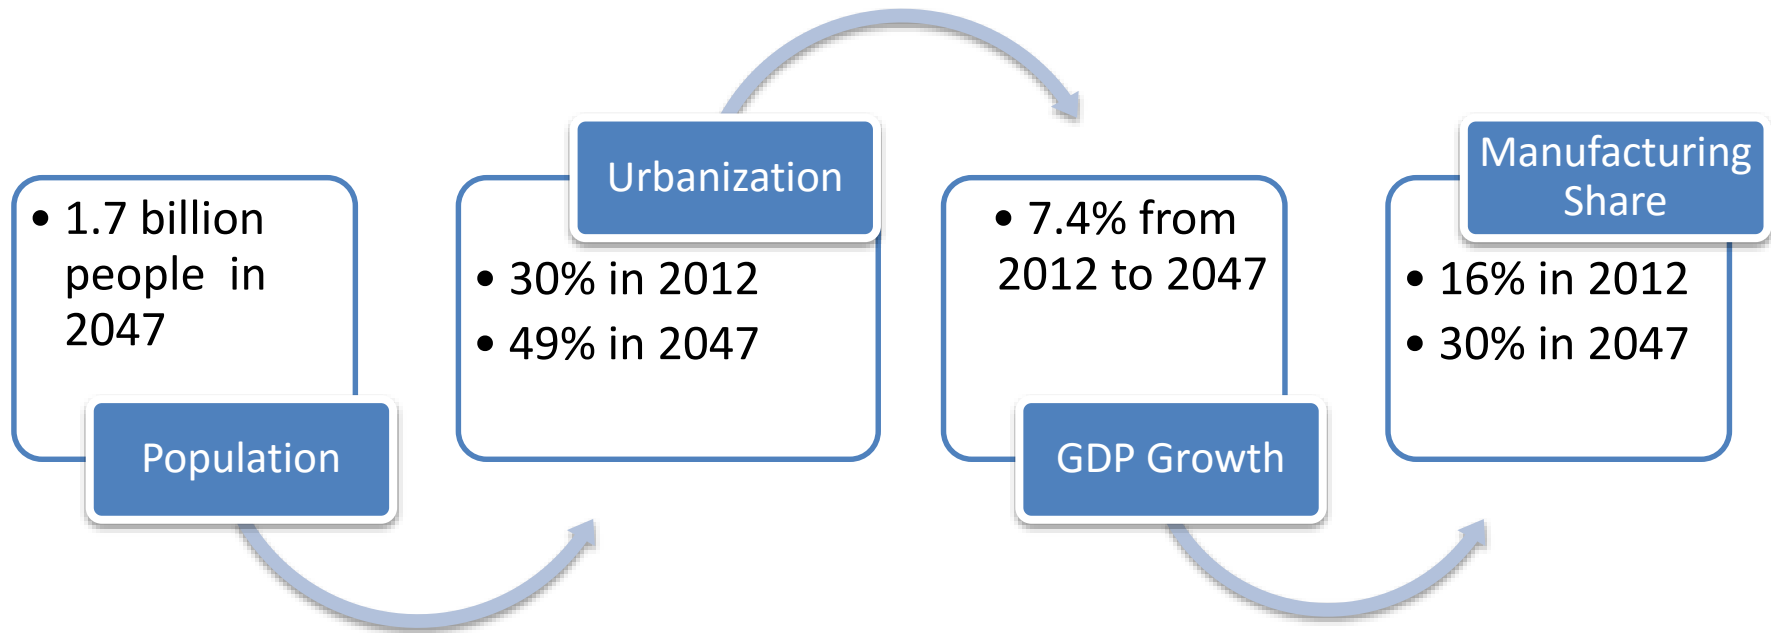 • 1.7 billion
people in
2047
Population
Urbanization
• 30% in 2012
• 49% in 2047
• 7.4% from
2012 to 2047
GDP Growth
Manufacturing
Share
• 16% in 2012
• 30% in 2047